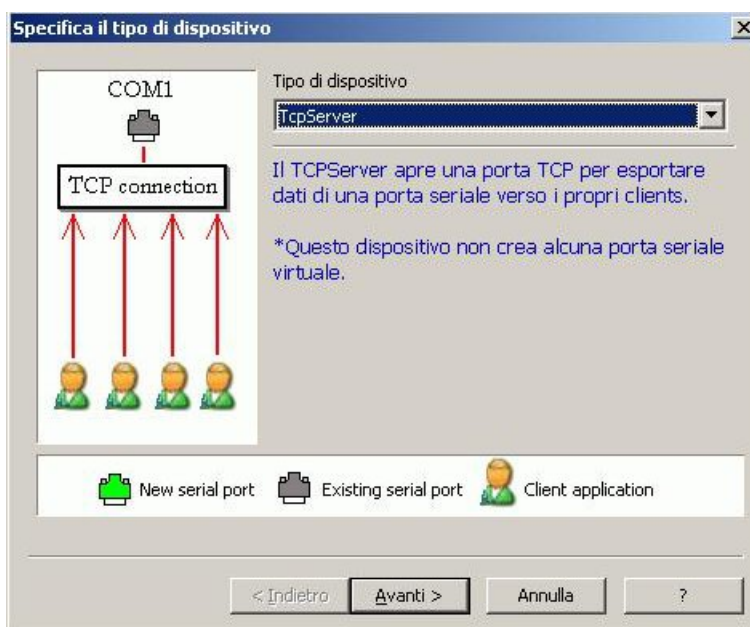 Specifica il tipo di dispositivo
COM1
TCP connection
Tipo di dispositivo
TcpServer
Il TCPServer apre una porta TCP per esportare
dati di una porta seriale verso i propri clients.
*Questo dispositivo non crea alcuna porta seriale
virtuale.
New serial port
Existing serial port
Client application
< Indietro
Avanti >
Annulla
?